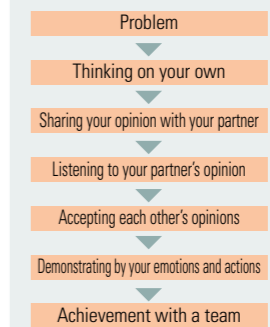 Problem
Thinking on your own
Sharing your opinion with your partner
Listening to your partner's opinion
Accepting each other's opinions
Demonstrating by your emotions and actions
Achievement with a team